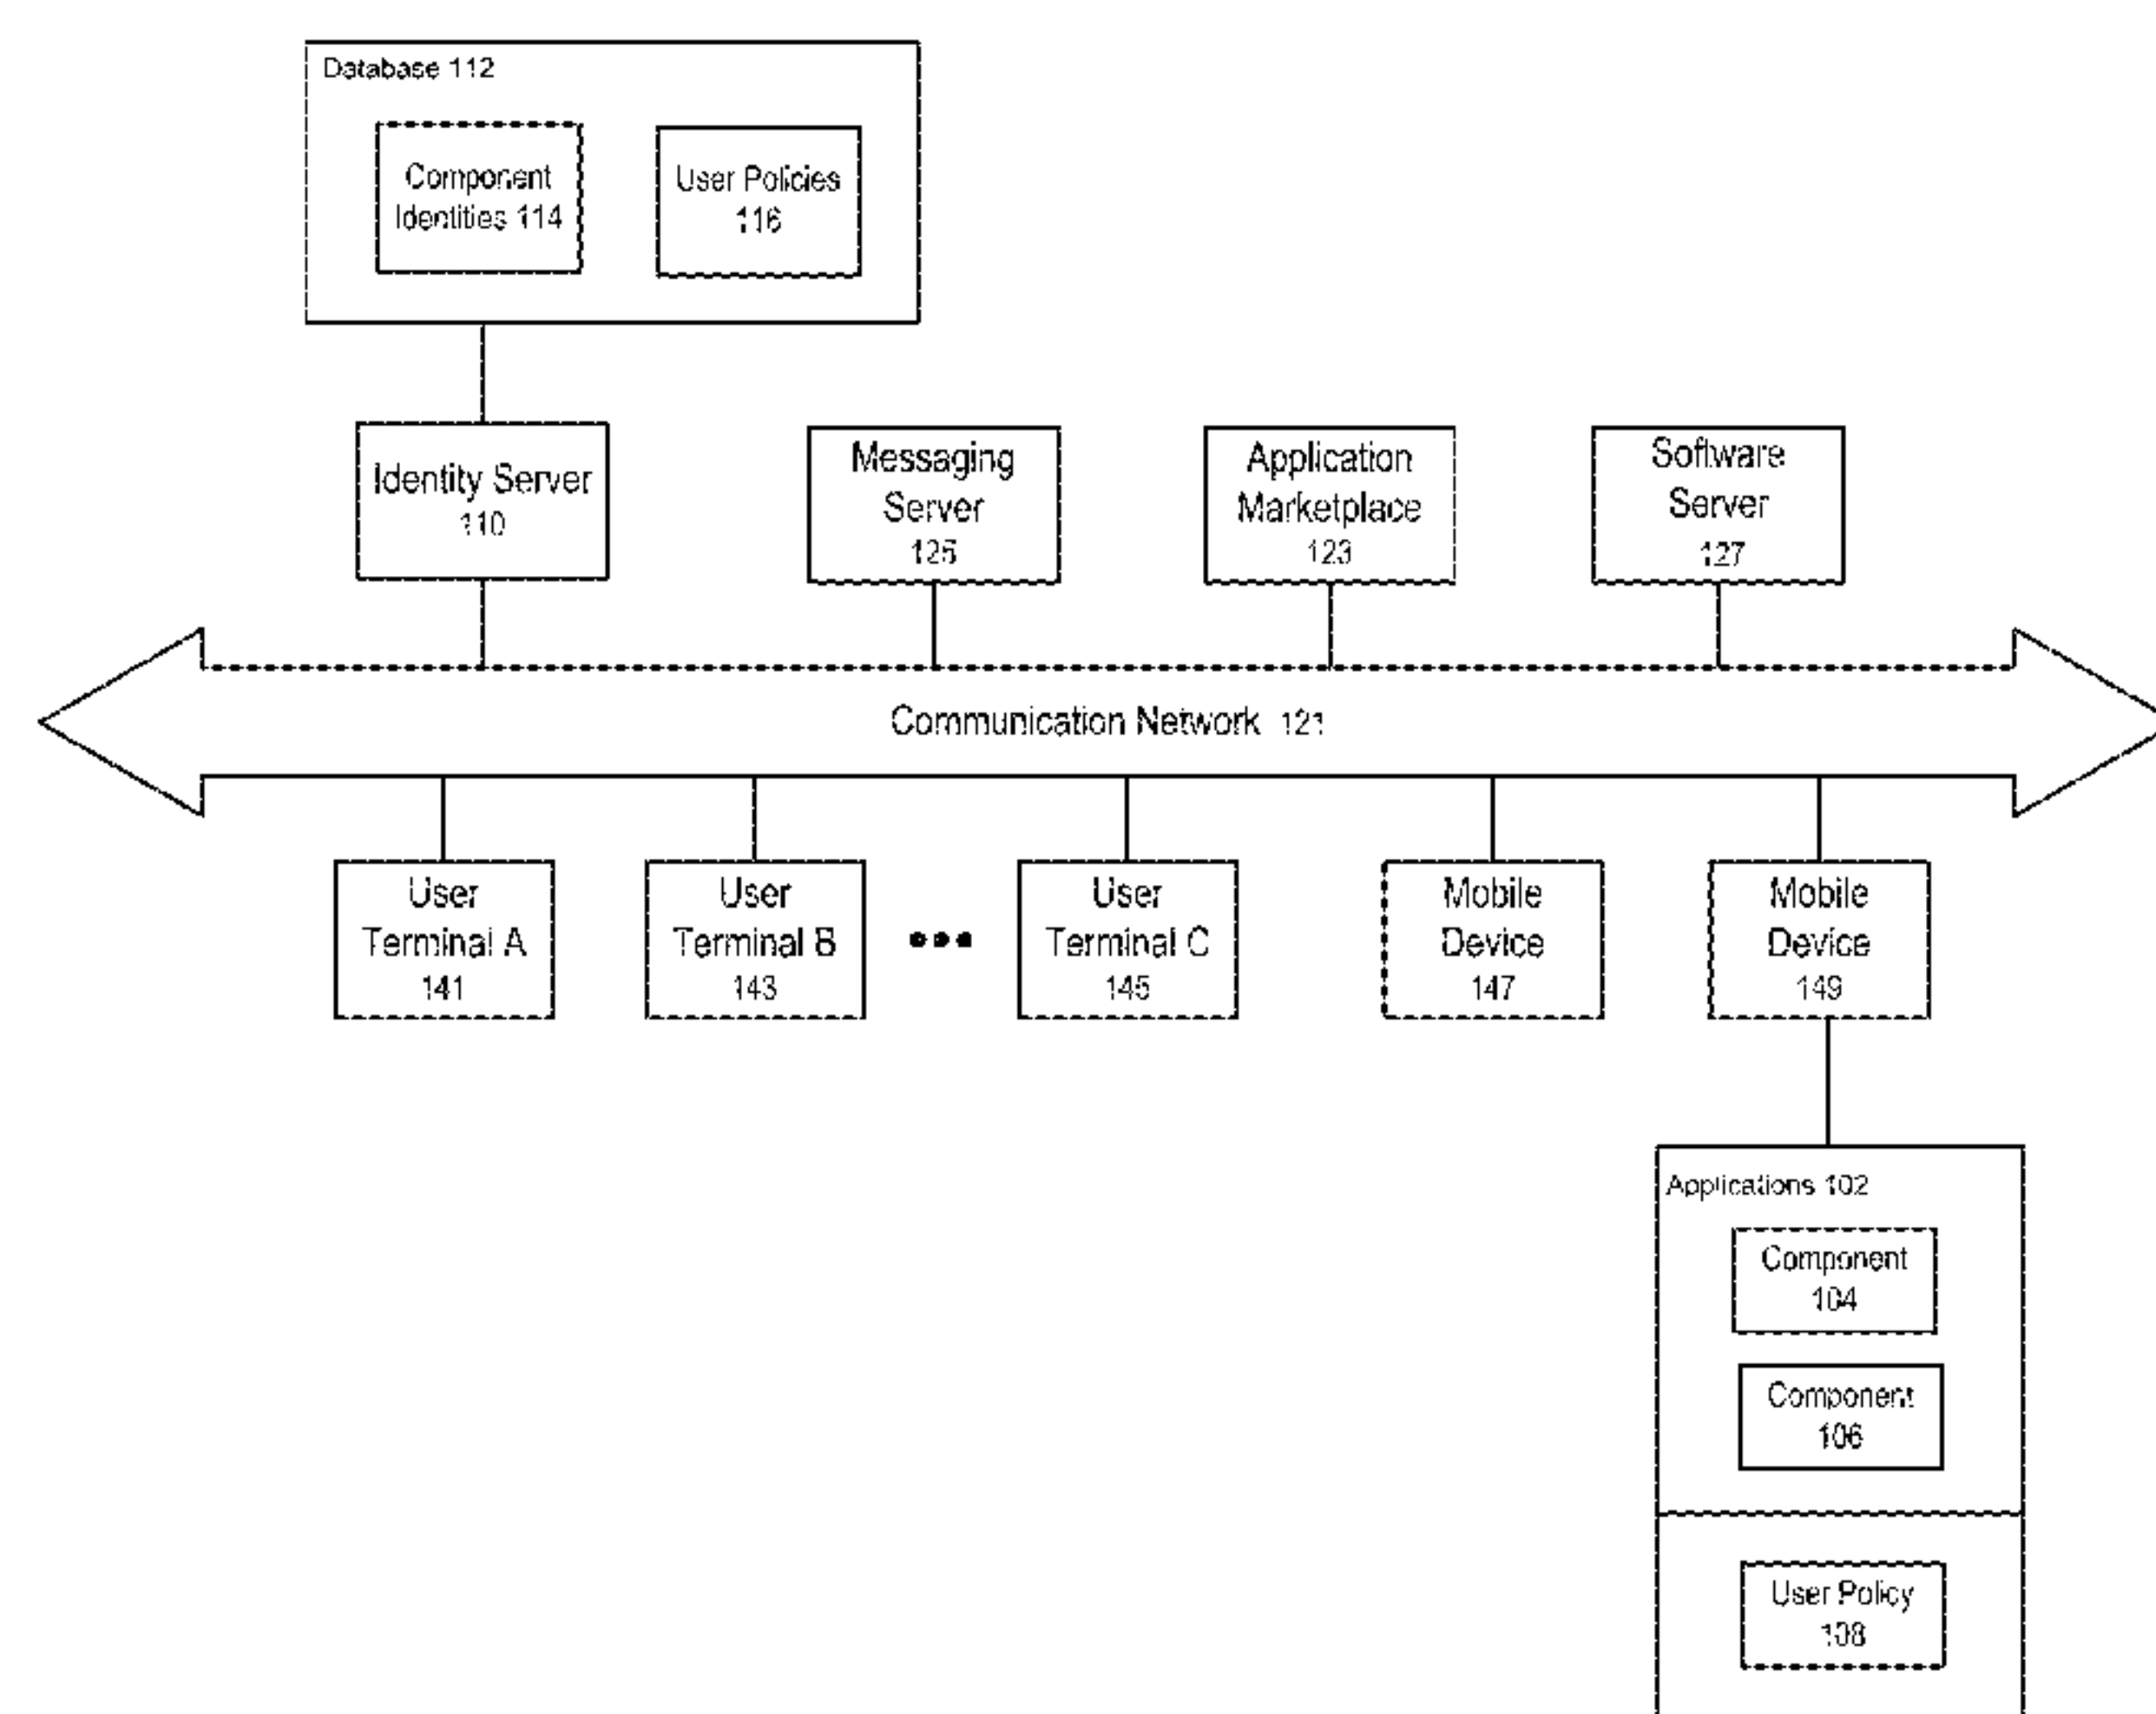 Database 112
Component
Identities 114
User Policies
116
Identity Server
110
Messaging
Server
125
Application
Marketplace
123
Software
Server
127
Communication Network 121
User
Terminal A
141
User
Terminal B
143
User
Terminal C
145
Mobile
Device
147
Mobile
Device
149
Applications 102
Component
104
Component
106
User Policy
108